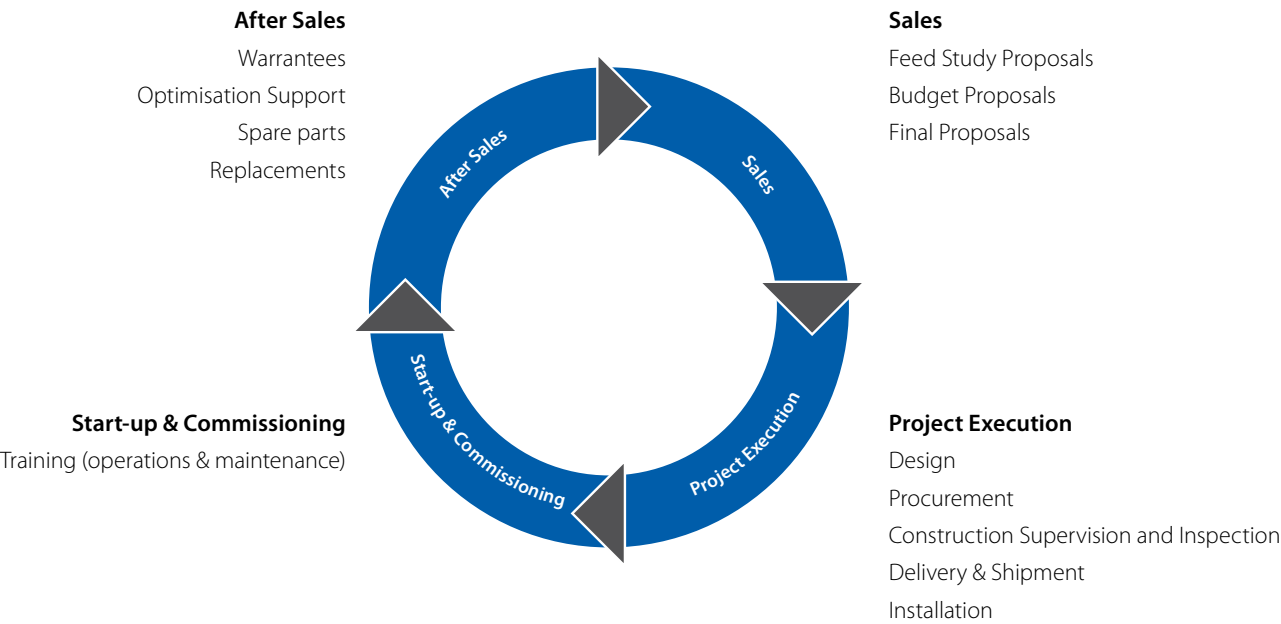 After Sales
Warrantees
Optimisation Support
Spare parts
Replacements
Sales
Feed Study Proposals
Budget Proposals
Final Proposals
After Sales
Sales
Start-up & Commissioning
Project Execution
Start-up & Commissioning
Training (operations & maintenance)
Project Execution
Design
Procurement
Construction Supervision and Inspection
Delivery & Shipment
Installation